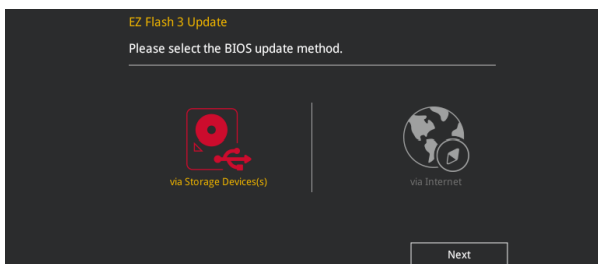 EZ Flash 3 Update
Please select the BIOS update method.
via Storage Devices(s)
via Internet
Next